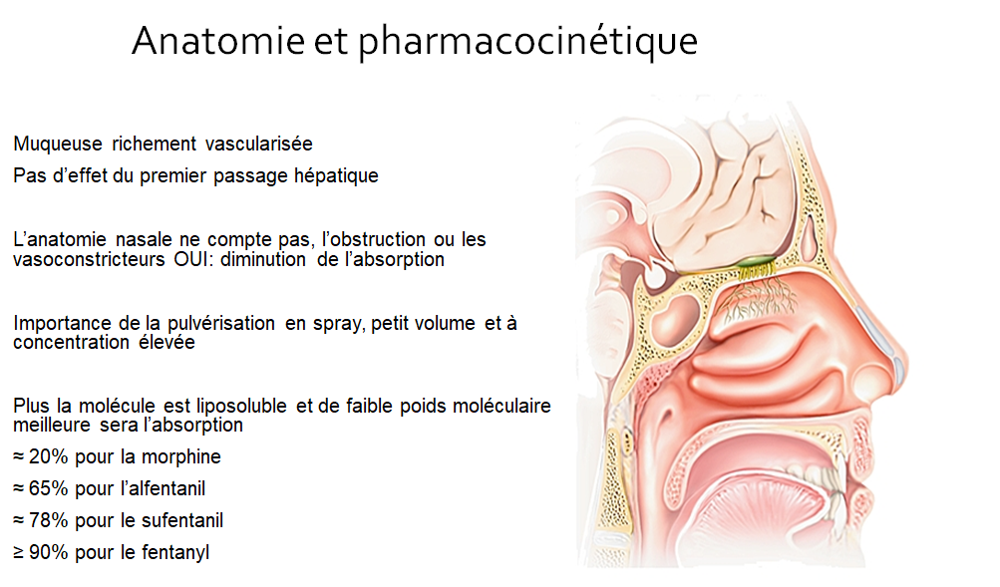 Anatomie et pharmacocinétique
Muqueuse richement vascularisée
Pas d’effet du premier passage hépatique
L’anatomie nasale ne compte pas, l’obstruction ou les
vasoconstricteurs OUI: diminution de l’absorption
Importance de la pulvérisation en spray, petit volume et à
concentration élevée
Plus la molécule est liposoluble et de faible poids moléculaire
meilleure sera l’absorption
≈ 20% pour la morphine
≈ 65% pour l’alfentanil
≈ 78% pour le sufentanil
≥ 90% pour le fentanyl